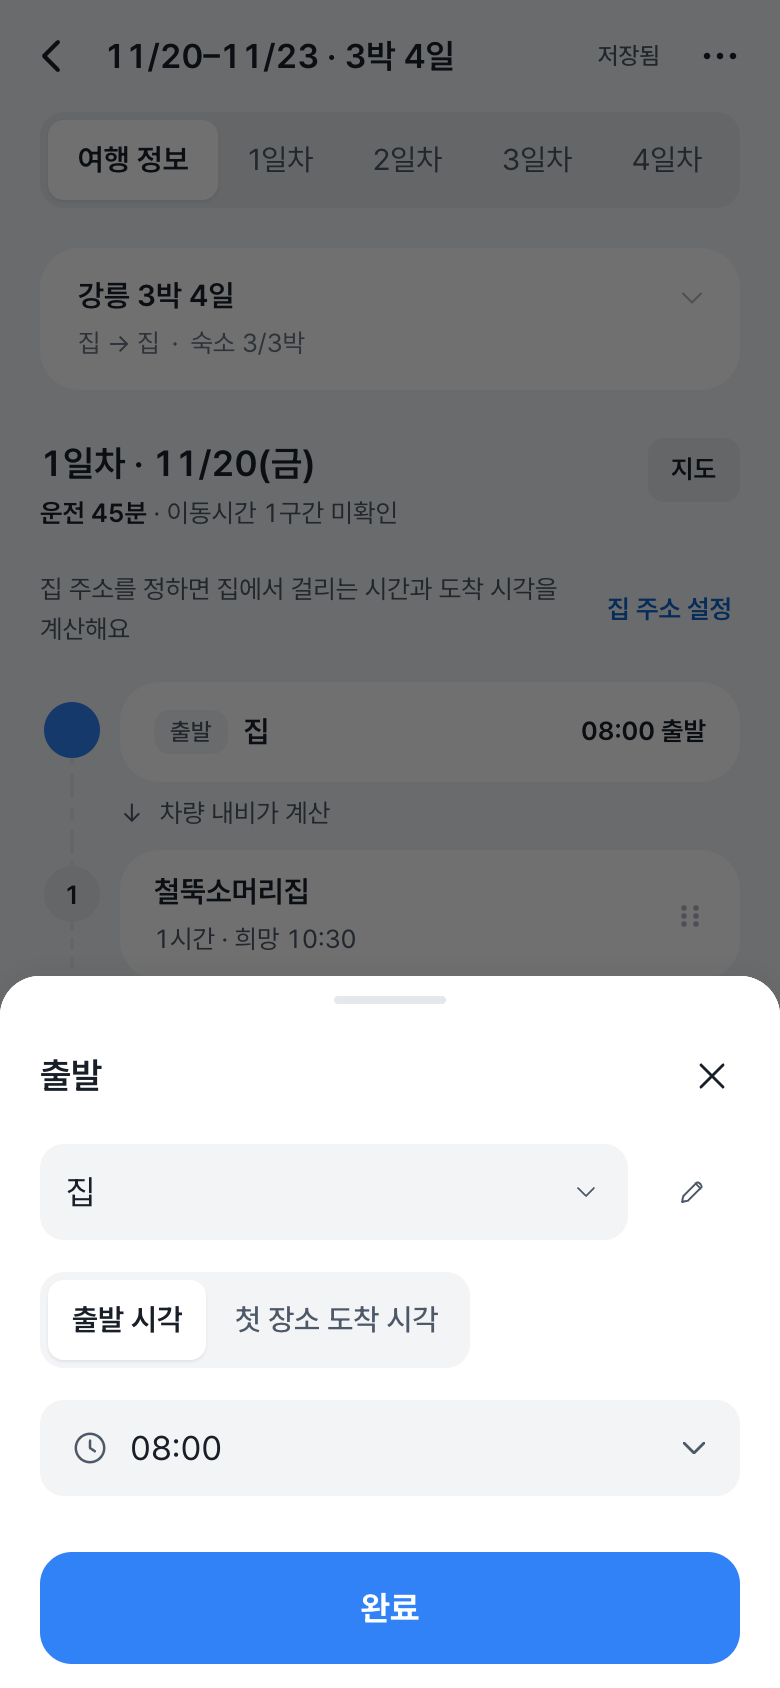 11/20–11/23 · 3박 4일
저장됨
여행 정보
1일차
2일차
3일차
4일차
강릉 3박 4일
집 → 집 · 숙소 3/3박
1일차 · 11/20(금)
지도
운전 45분 · 이동시간 1구간 미확인
집 주소를 정하면 집에서 걸리는 시간과 도착 시각을
계산해요
집 주소 설정
출발 집 08:00 출발
↓ 차량 내비가 계산
1
철뚝소머리집
1시간 · 희망 10:30
출발
집
출발 시각
첫 장소 도착 시각
08:00
완료